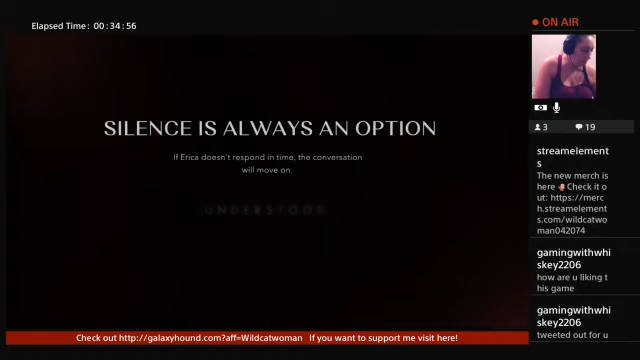 Elapsed Time: 00:34:56
ON AIR
SILENCE IS ALWAYS AN OPTION
If Erica doesn't respond in time, the conversation
will move on.
UNDERSTOOD
3
19
streamelement
s
The new merch is
here Check it o
ut: https://merc
h.streamelement
s.com/wildcatwo
man042074
gamingwithwhi
skey2206
how are u liking t
his game
gamingwithwhi
skey2206
tweeted out for u
Check out http://galaxyhound.com?aff=Wildcatwoman If you want to support me visit here!